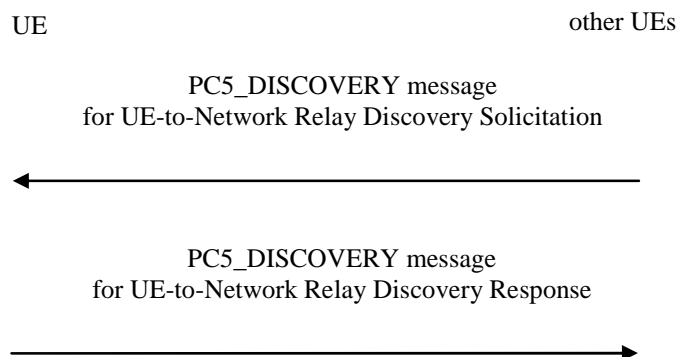 UE
other UEs
PC5_DISCOVERY message
for UE-to-Network Relay Discovery Solicitation
PC5_DISCOVERY message
for UE-to-Network Relay Discovery Response